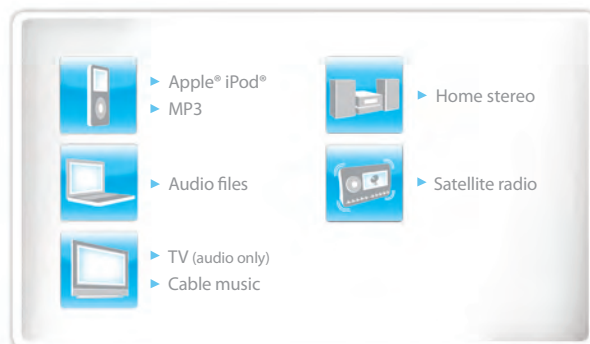 Apple® iPod®
MP3
Audio files
TV (audio only)
Cable music
Home stereo
Satellite radio